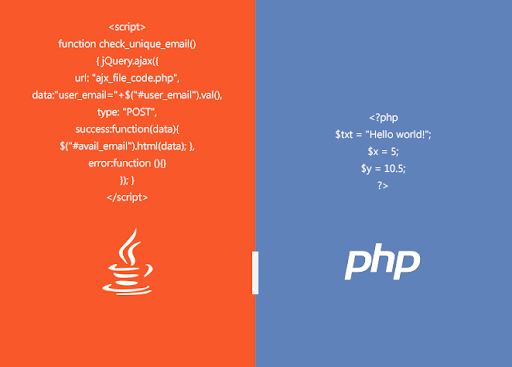 <script>
function check_unique_email()
{ jQuery.ajax({
url: "ajx_file_code.php",
data:"user_email="+$("#user_email").val(),
type: "POST",
success:function(data){
$("#avail_email").html(data); },
error:function (){}
}); }
</script>
<?php
$txt = "Hello world!";
$x = 5;
$y = 10.5;
?>
php